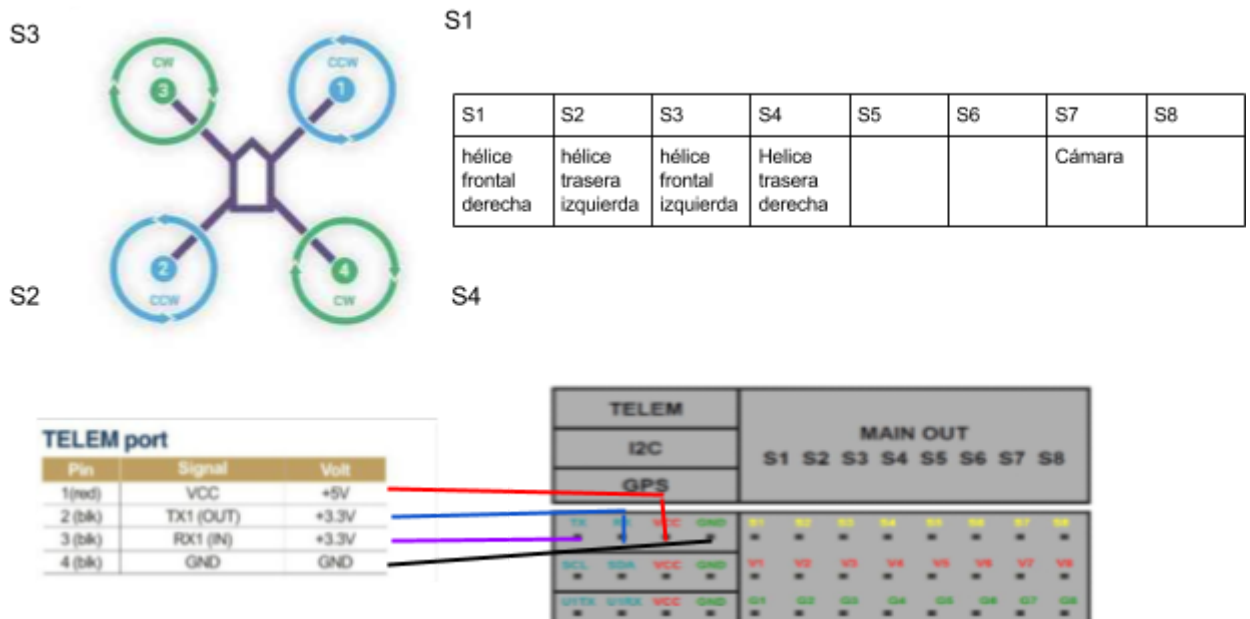 S3
S1
CW
CCW
3
1
2
4
CCW
CW
S2
S4
S1 S2 S3 S4 S5 S6 S7 S8
hélice hélice hélice Helice Cámara
frontal trasera frontal trasera
derecha izquierda izquierda derecha
TELEM port
Pin Signal Volt
1(red) VCC +5V
2 (blk) TX1 (OUT) +3.3V
3 (blk) RX1 (IN) +3.3V
4 (blk) GND GND
TELEM
I2C
GPS
MAIN OUT
S1 S2 S3 S4 S5 S6 S7 S8
TX RX VCC GND S1 S2 S3 S4 S5 S6 S7 S8
SCL SDA VCC GND V1 V2 V3 V4 V5 V6 V7 V8
U1TX U1RX VCC GND G1 G2 G3 G4 G5 G6 G7 G8